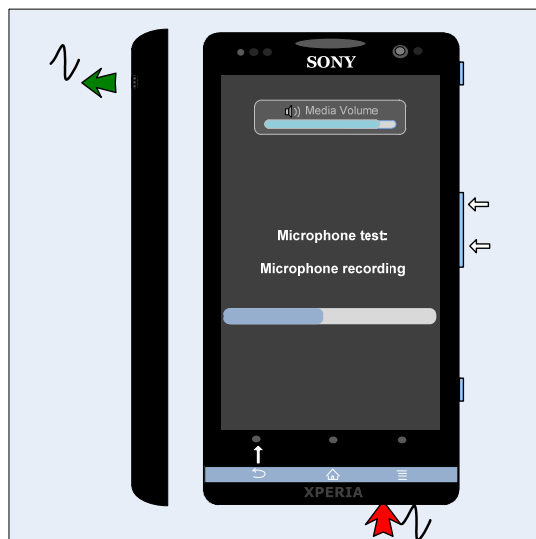 SONY
Media Volume
Microphone test:
Microphone recording
XPERIA